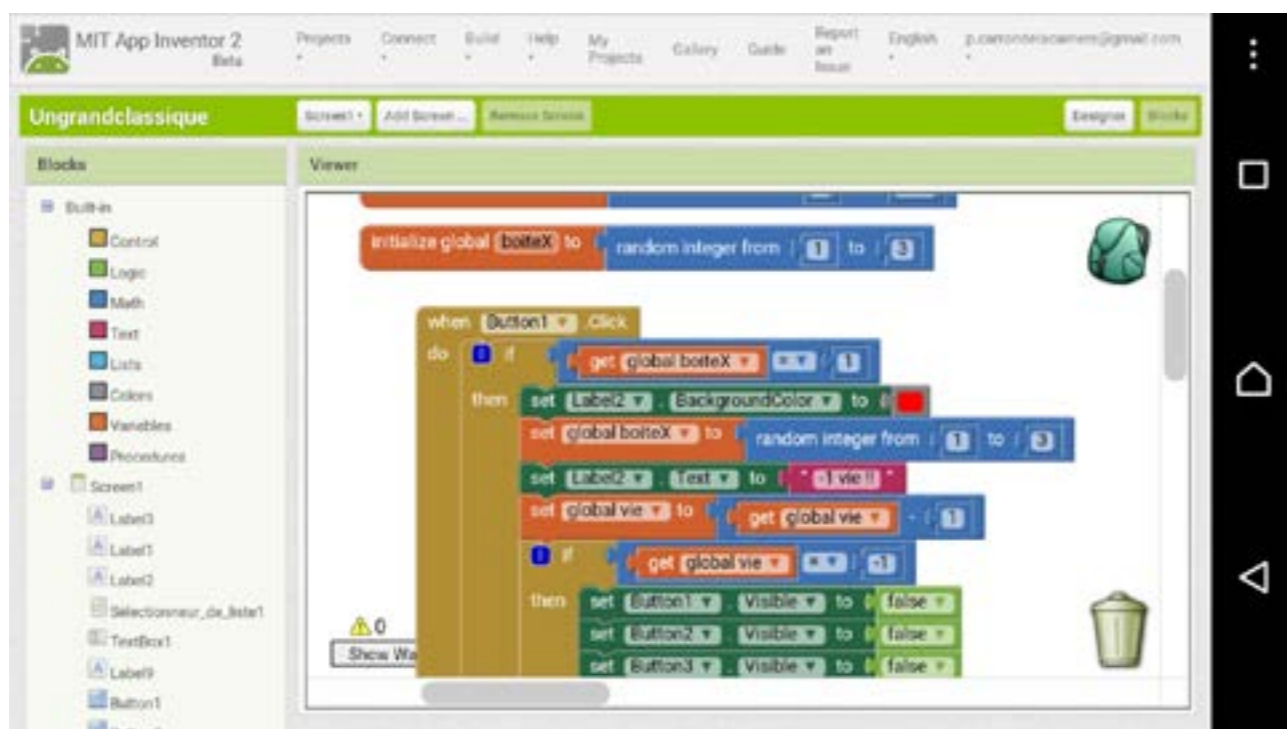 MIT App Inventor 2
Beta
Projects Connect Build Help My Projects Gallery Guide Report an Issue English
Ungrandclassique Screen1 Add Screen ... Remove Screen Designer Blocks
Blocks Viewer
Built-in
Control
Logic
Math
Text
Lists
Colors
Variables
Procedures
Screen1
Label3
Label1
Label2
Sélectionneur_de_liste1
TextBox1
Label9
Button1
initialize global boiteX to random integer from 1 to 3
when Button1 .Click
do if get global boiteX = 1
then set Label2 . BackgroundColor to
set global boiteX to random integer from 1 to 3
set Label2 . Text to " -1 vie !! "
set global vie to get global vie - 1
if get global vie = -1
then set Button1 . Visible to false
set Button2 . Visible to false
set Button3 . Visible to false
0
Show Wa